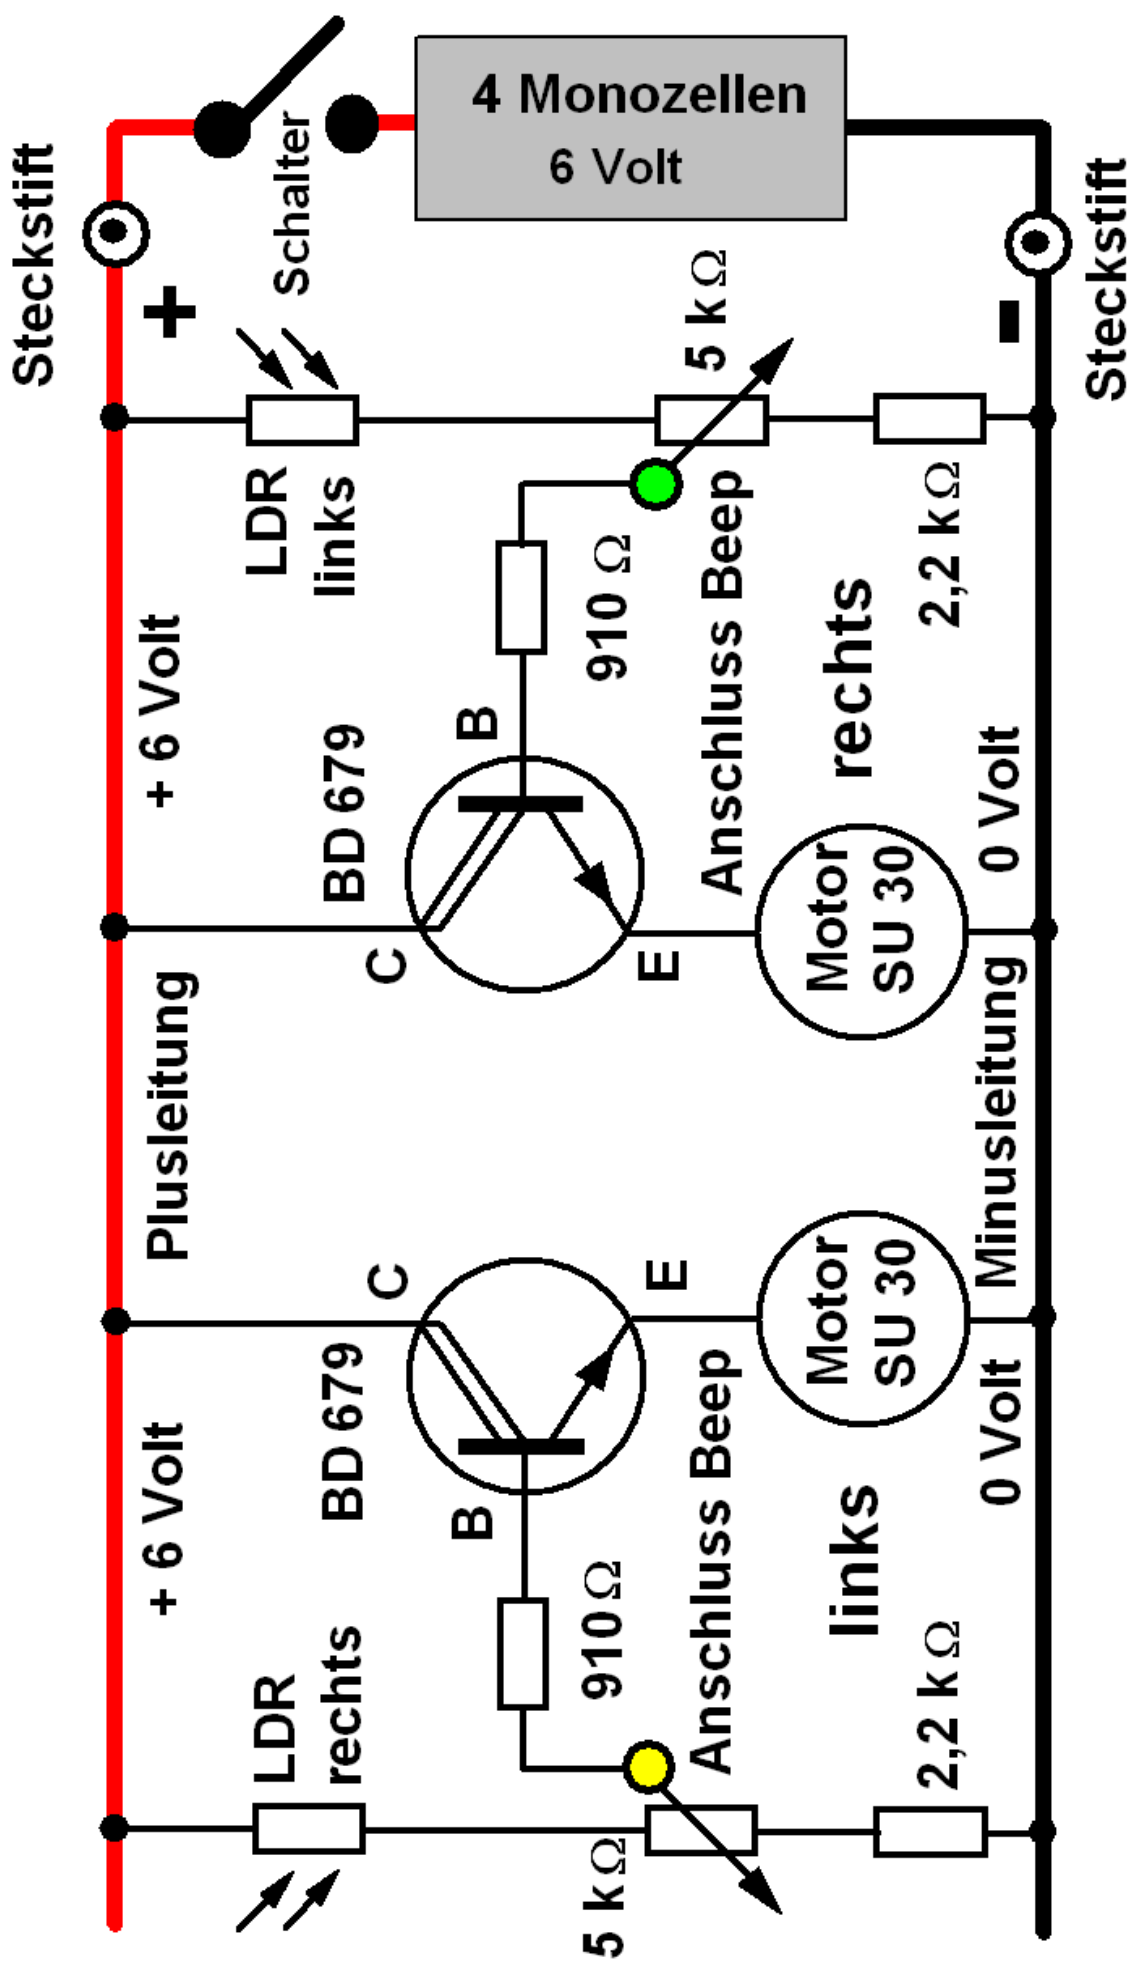 Steckstift
Schalter
4 Monozellen
6 Volt
Steckstift
+
-
5 kΩ
LDR
links
2,2 kΩ
910 Ω
Anschluss Beep
rechts
+ 6 Volt
B
BD 679
C
E
Motor
SU 30
0 Volt
Plusleitung
Minusleitung
C
E
BD 679
B
Motor
SU 30
0 Volt
+ 6 Volt
Anschluss Beep
links
910 Ω
LDR
rechts
5 kΩ
2,2 kΩ